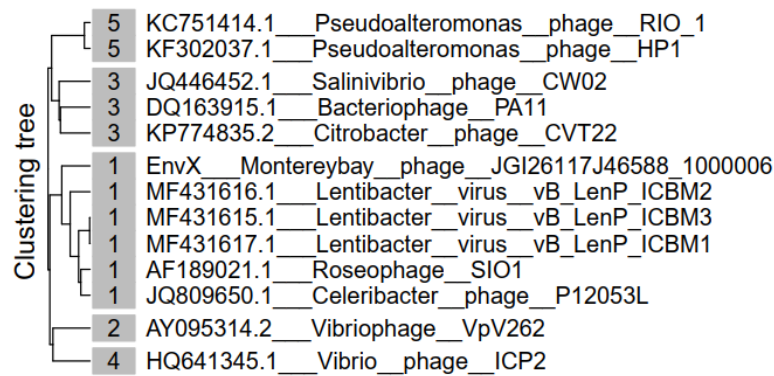 Clustering tree
5 KC751414.1___Pseudoalteromonas__phage__RIO_1
5 KF302037.1___Pseudoalteromonas__phage__HP1
3 JQ446452.1___Salinivibrio__phage__CW02
3 DQ163915.1___Bacteriophage__PA11
3 KP774835.2___Citrobacter__phage__CVT22
1 EnvX___Montereybay__phage__JGI26117J46588_1000006
1 MF431616.1___Lentibacter__virus__vB_LenP_ICBM2
1 MF431615.1___Lentibacter__virus__vB_LenP_ICBM3
1 MF431617.1___Lentibacter__virus__vB_LenP_ICBM1
1 AF189021.1___Roseophage__SIO1
1 JQ809650.1___Celeribacter__phage__P12053L
2 AY095314.2___Vibriophage__VpV262
4 HQ641345.1___Vibrio__phage__ICP2